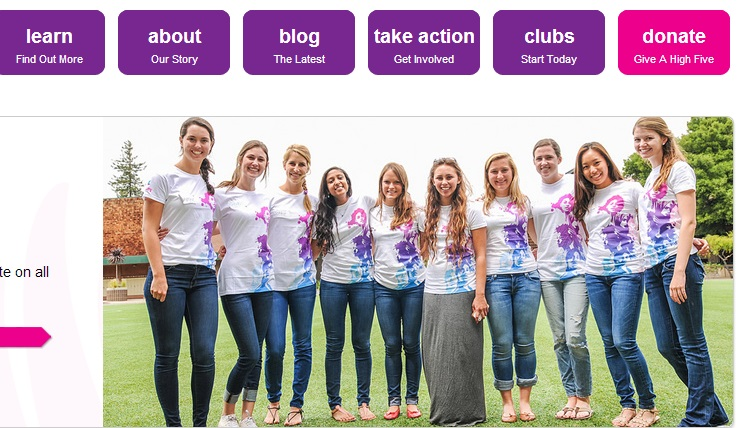 learn
Find Out More
about
Our Story
blog
The Latest
take action
Get Involved
clubs
Start Today
donate
Give A High Five
te on all